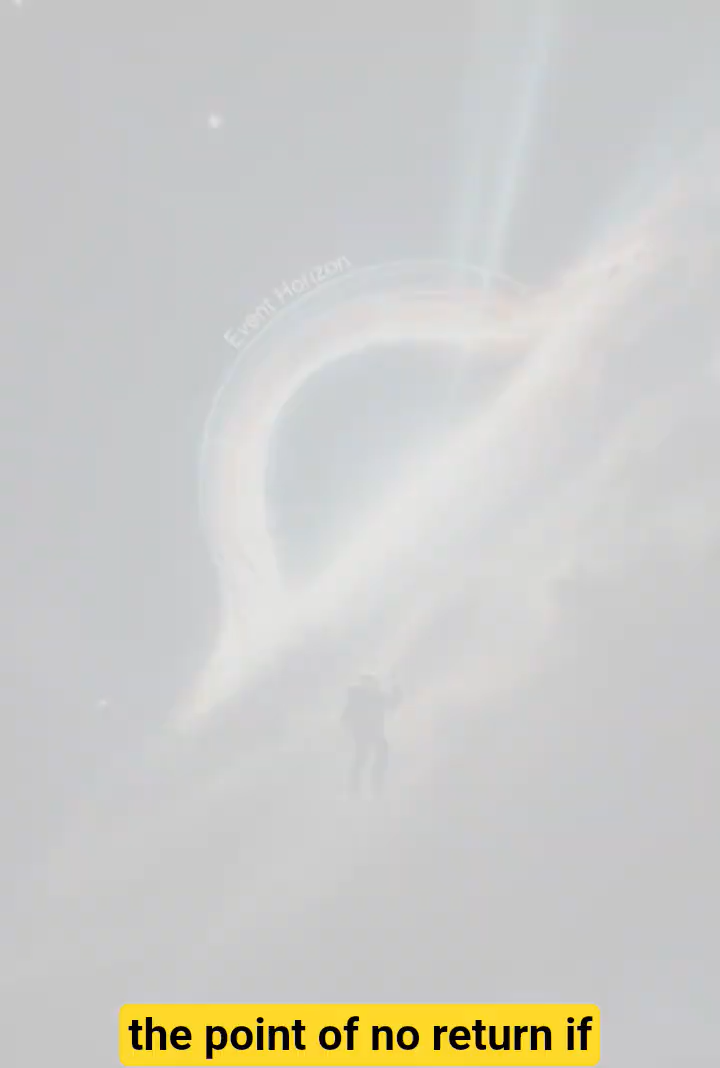 Event Horizon
the point of no return if